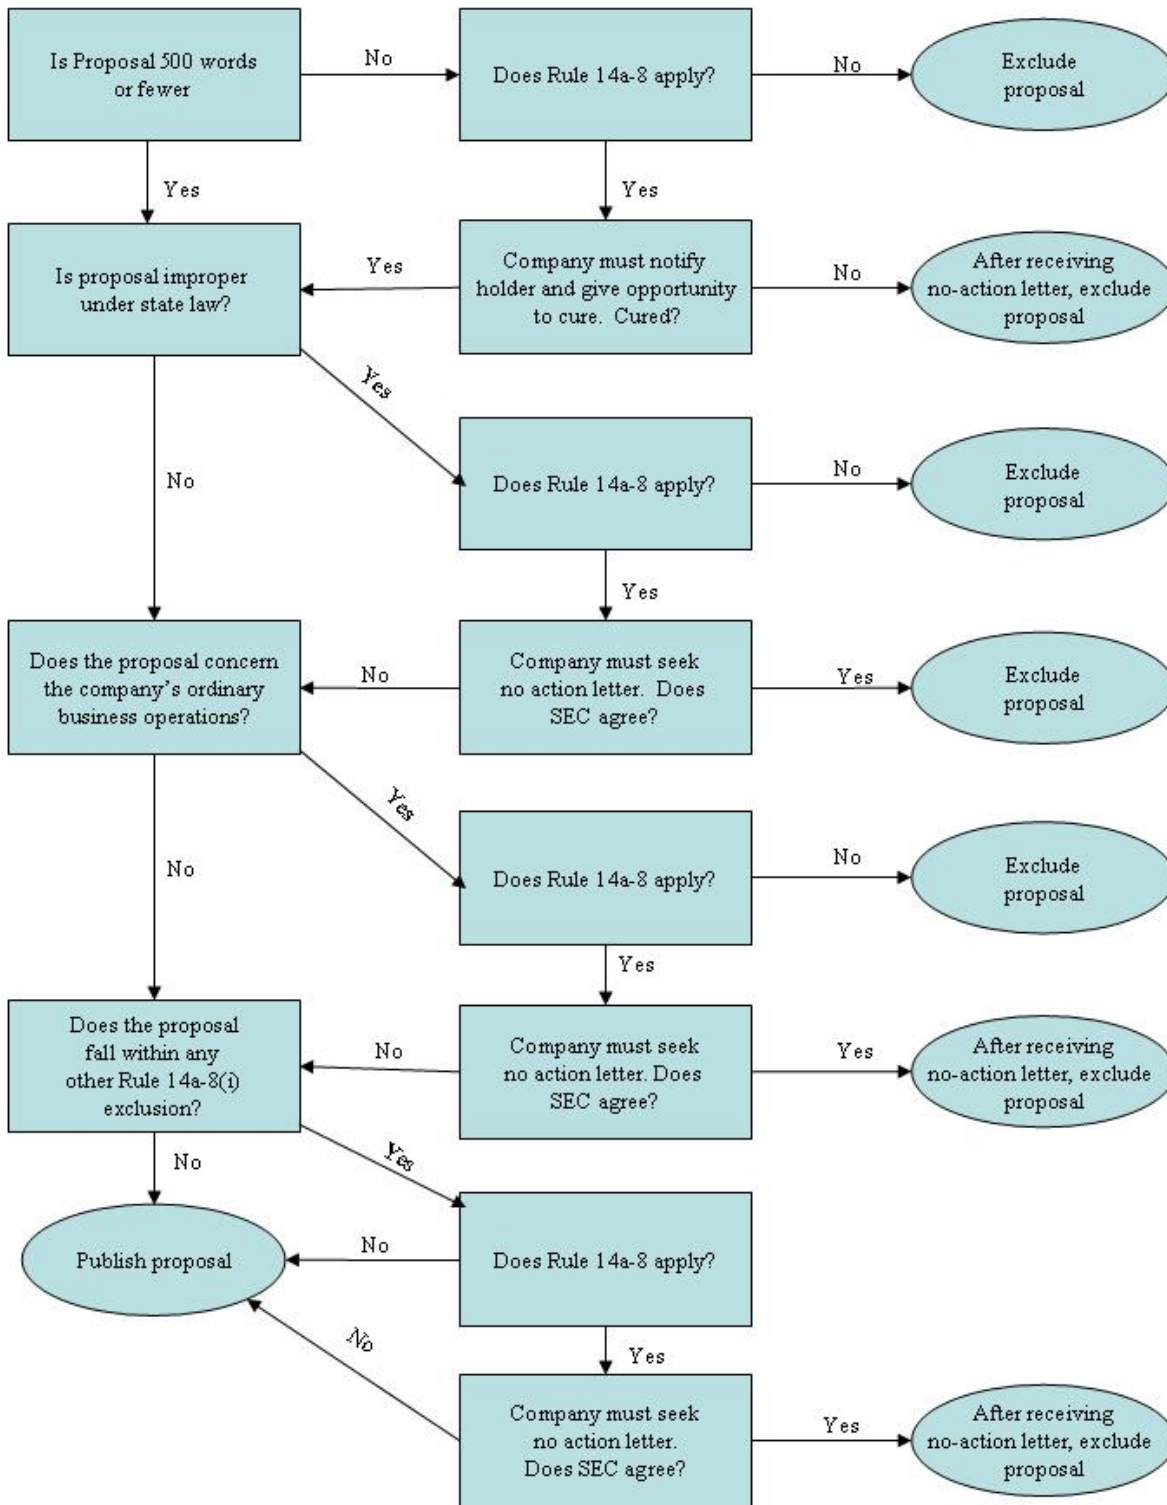 Is Proposal 500 words
or fewer
No
Does Rule 14a-8 apply?
No
Exclude
proposal
Yes
Yes
Is proposal improper
under state law?
Yes
Company must notify
holder and give opportunity
to cure.  Cured?
No
After receiving
no-action letter, exclude
proposal
Yes
No
Does Rule 14a-8 apply?
No
Exclude
proposal
Yes
Does the proposal concern
the company's ordinary
business operations?
No
Company must seek
no action letter.  Does
SEC agree?
Yes
Exclude
proposal
Yes
No
Does Rule 14a-8 apply?
No
Exclude
proposal
Yes
Does the proposal
fall within any
other Rule 14a-8(i)
exclusion?
No
Company must seek
no action letter. Does
SEC agree?
Yes
After receiving
no-action letter, exclude
proposal
No
Yes
Publish proposal
No
Does Rule 14a-8 apply?
No
Yes
Company must seek
no action letter.
Does SEC agree?
Yes
After receiving
no-action letter, exclude
proposal